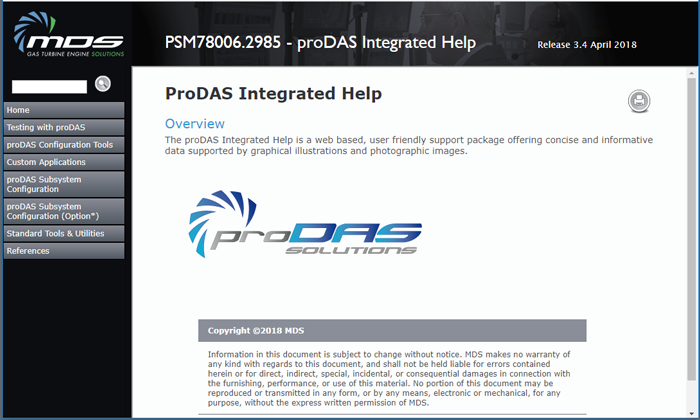 MDS
GAS TURBINE ENGINE SOLUTIONS
PSM78006.2985 - proDAS Integrated Help
Release 3.4 April 2018
Home
Testing with proDAS
proDAS Configuration Tools
Custom Applications
proDAS Subsystem
Configuration
proDAS Subsystem
Configuration (Option*)
Standard Tools & Utilities
References
ProDAS Integrated Help
Overview
The proDAS Integrated Help is a web based, user friendly support package offering concise and informative
data supported by graphical illustrations and photographic images.
proDAS
SOLUTIONS
Copyright ©2018 MDS
Information in this document is subject to change without notice. MDS makes no warranty of
any kind with regards to this document, and shall not be held liable for errors contained
herein or for direct, indirect, special, incidental, or consequential damages in connection with
the furnishing, performance, or use of this material. No portion of this document may be
reproduced or transmitted in any form, or by any means, electronic or mechanical, for any
purpose, without the express written permission of MDS.